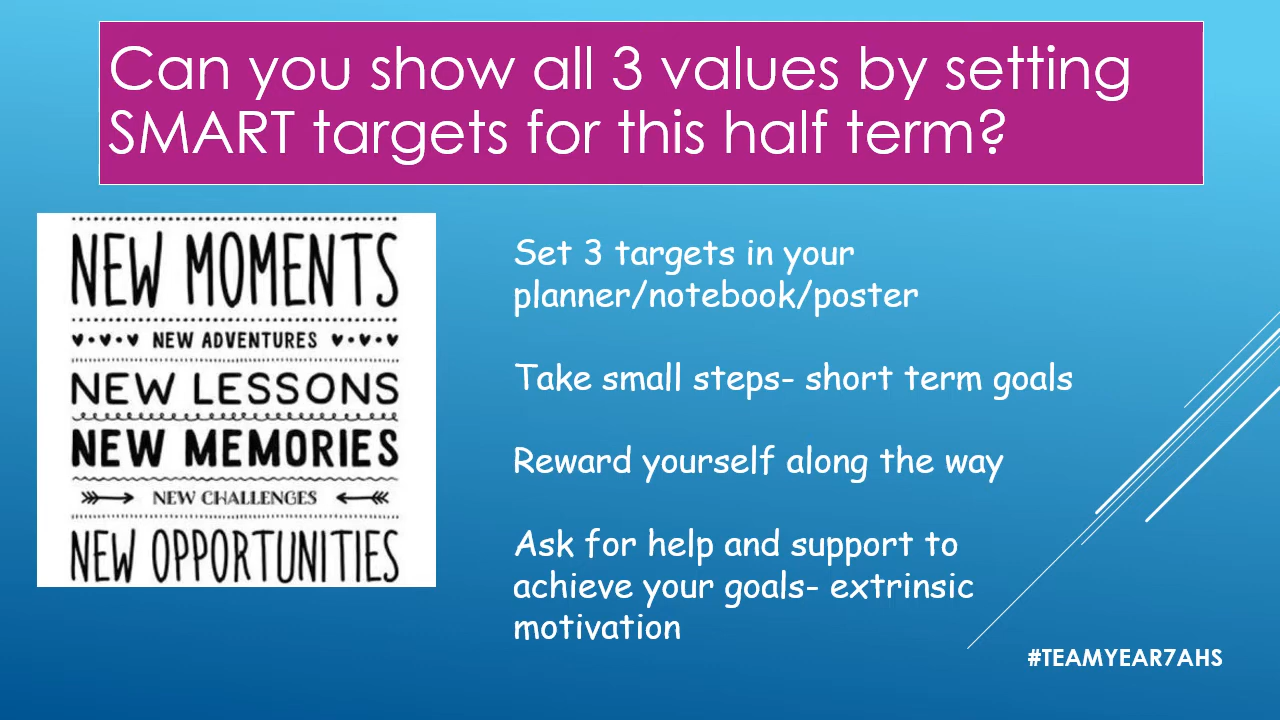 Can you show all 3 values by setting
SMART targets for this half term?
NEW MOMENTS
NEW ADVENTURES
NEW LESSONS
NEW MEMORIES
NEW CHALLENGES
NEW OPPORTUNITIES
Set 3 targets in your
planner/notebook/poster
Take small steps- short term goals
Reward yourself along the way
Ask for help and support to
achieve your goals- extrinsic
motivation
#TEAMYEAR7AHS